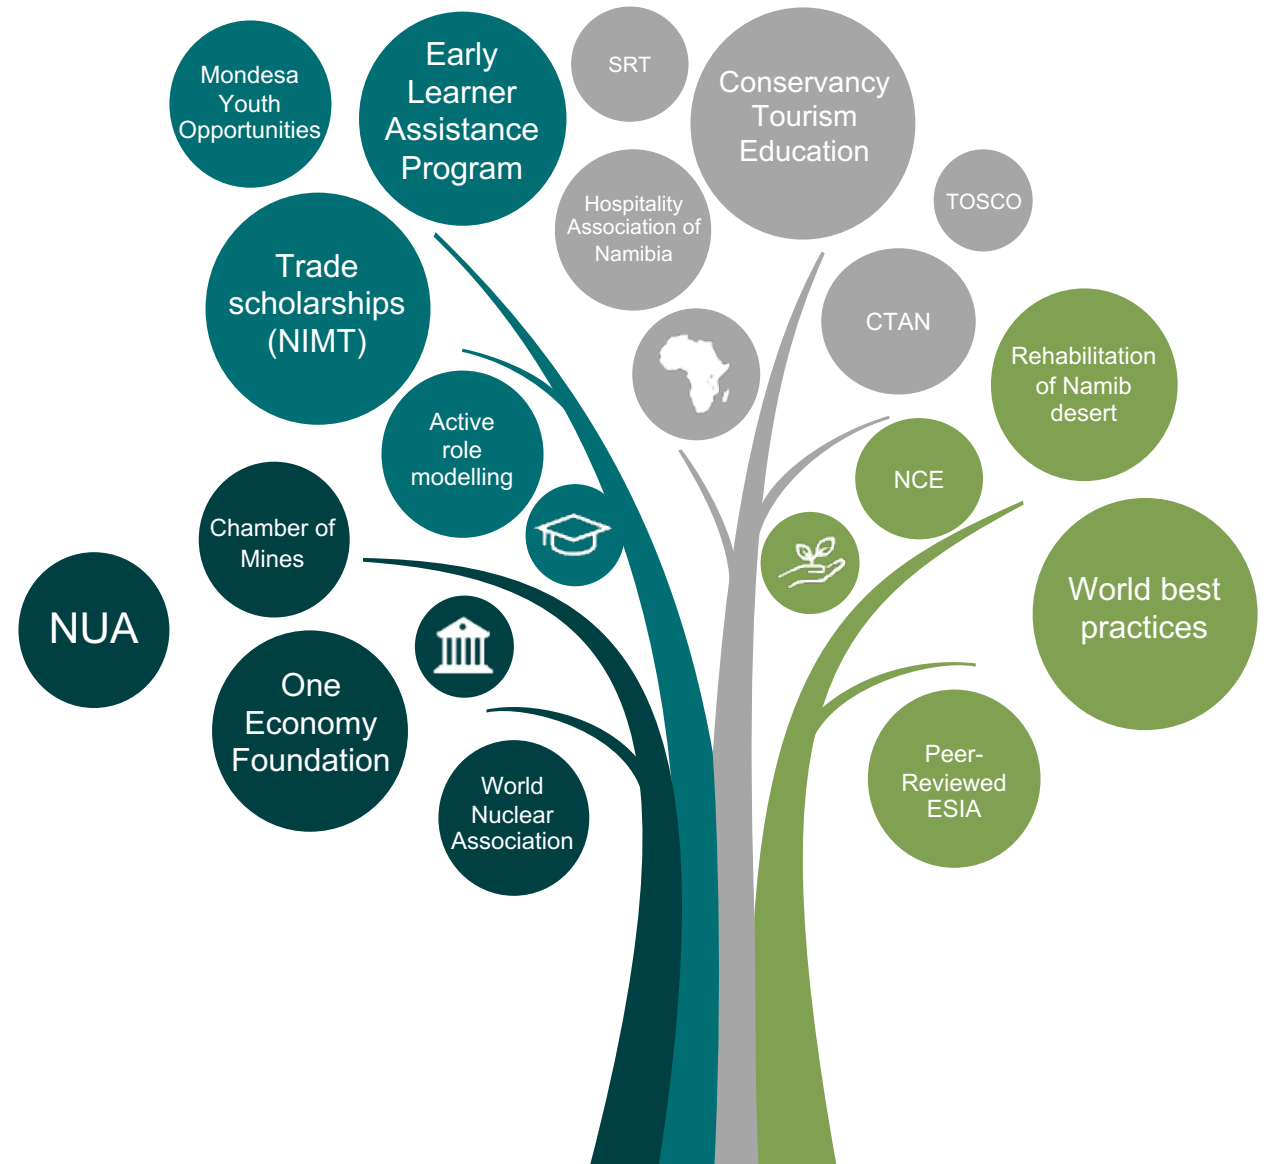 Mondesa
Youth
Opportunities
Early
Learner
Assistance
Program
SRT
Conservancy
Tourism
Education
Hospitality
Association of
Namibia
TOSCO
Trade
scholarships
(NIMT)
CTAN
Rehabilitation
of Namib
desert
Active
role
modelling
NCE
Chamber of
Mines
NUA
World best
practices
One
Economy
Foundation
World
Nuclear
Association
Peer-
Reviewed
ESIA